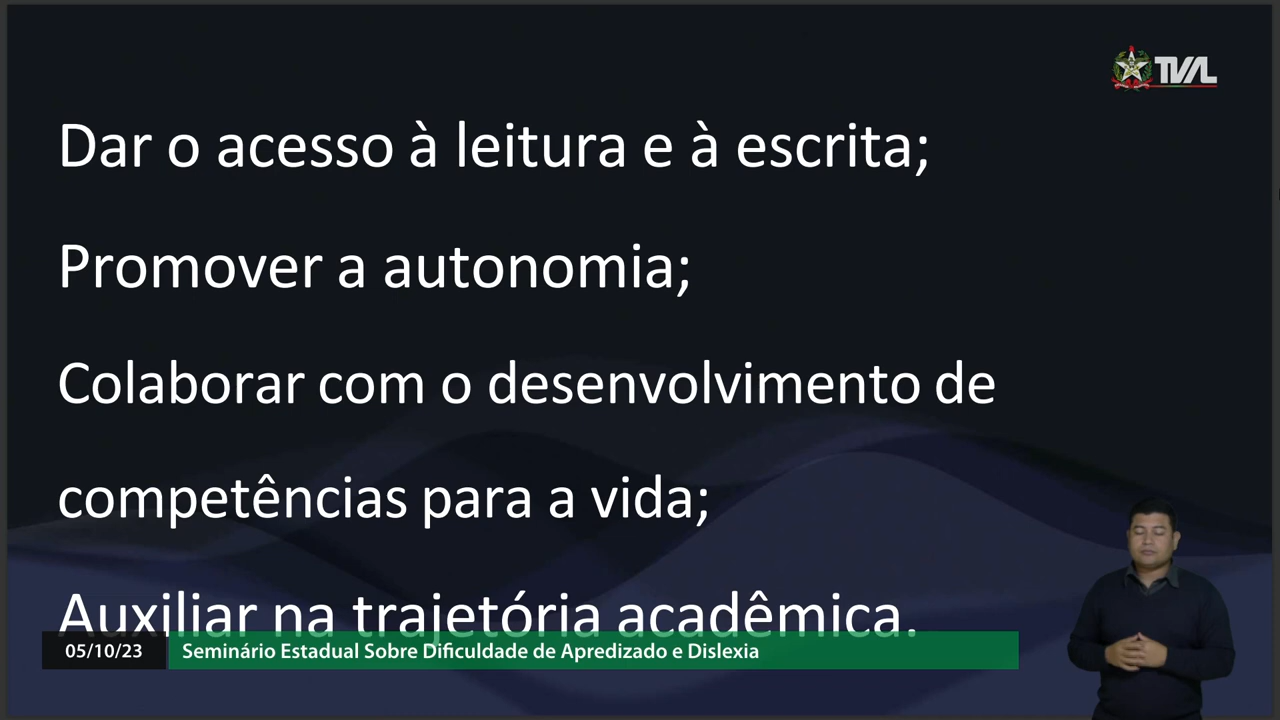 TVAL
Dar o acesso à leitura e à escrita;
Promover a autonomia;
Colaborar com o desenvolvimento de
competências para a vida;
Auxiliar na trajetória acadêmica.
05/10/23 Seminário Estadual Sobre Dificuldade de Apredizado e Dislexia